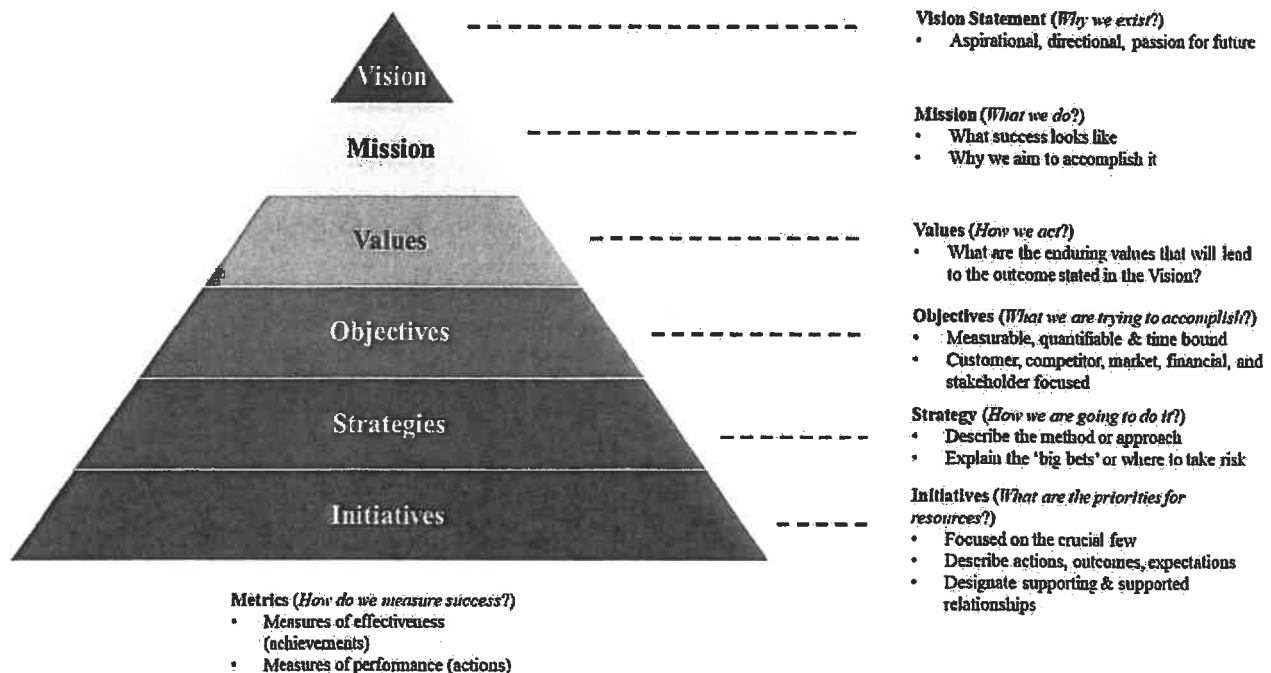 Vision
Mission
Values
Objectives
Strategies
Initiatives
Vision Statement (Why we exist?)
• Aspirational, directional, passion for future
Mission (What we do?)
• What success looks like
• Why we aim to accomplish it
Values (How we act?)
• What are the enduring values that will lead
to the outcome stated in the Vision?
Objectives (What we are trying to accomplish?)
• Measurable, quantifiable & time bound
• Customer, competitor, market, financial, and
stakeholder focused
Strategy (How we are going to do it?)
• Describe the method or approach
• Explain the 'big bets' or where to take risk
Initiatives (What are the priorities for
resources?)
• Focused on the crucial few
• Describe actions, outcomes, expectations
• Designate supporting & supported
relationships
Metrics (How do we measure success?)
• Measures of effectiveness
(achievements)
• Measures of performance (actions)